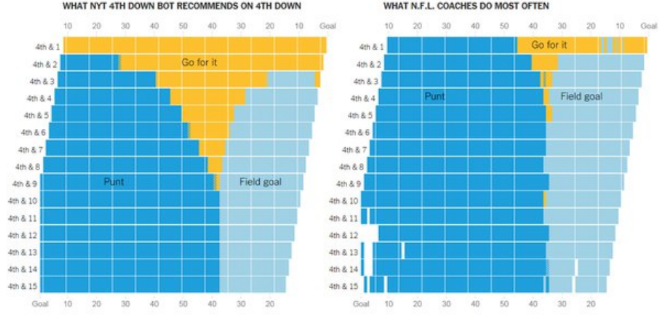 WHAT NYT 4TH DOWN BOT RECOMMENDS ON 4TH DOWN
10 20 30 40 50 40 30 20 10 Goal
4th & 1
4th & 2
4th & 3
4th & 4
4th & 5
4th & 6
4th & 7
4th & 8
4th & 9
4th & 10
4th & 11
4th & 12
4th & 13
4th & 14
4th & 15
Go for it
Punt
Field goal
Goal 10 20 30 40 50 40 30 20
WHAT N.F.L. COACHES DO MOST OFTEN
10 20 30 40 50 40 30 20 10 Goal
4th & 1
4th & 2
4th & 3
4th & 4
4th & 5
4th & 6
4th & 7
4th & 8
4th & 9
4th & 10
4th & 11
4th & 12
4th & 13
4th & 14
4th & 15
Go for it
Punt
Field goal
Goal 10 20 30 40 50 40 30 20